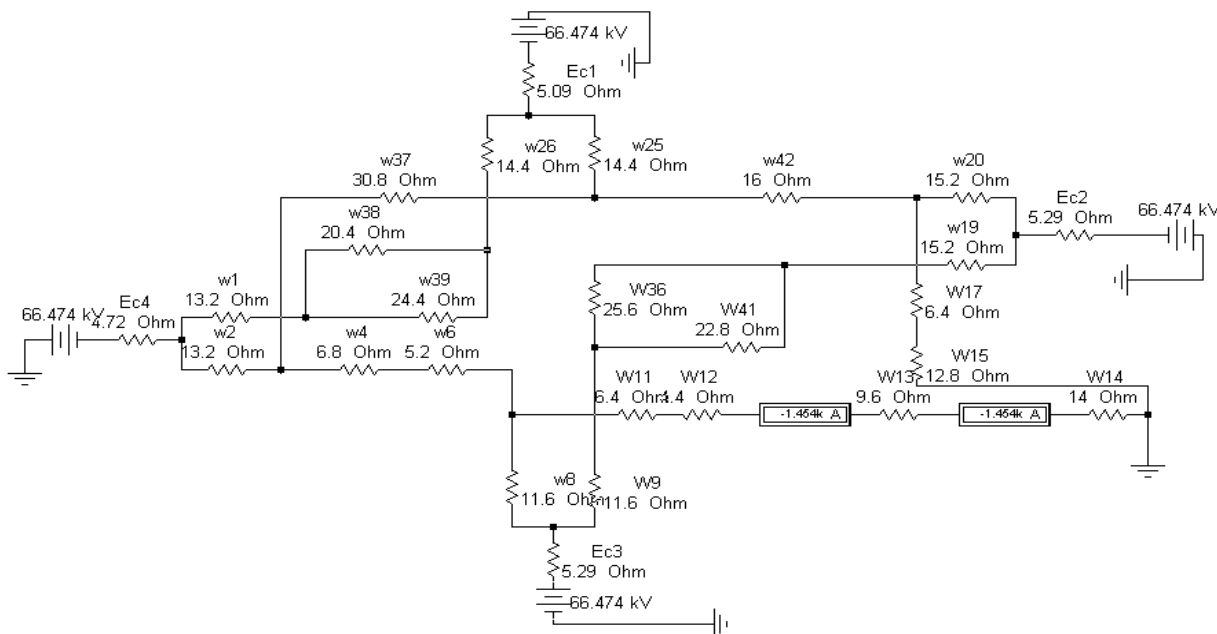 66.474 kV
Ec1
5.09 Ohm
w26
14.4 Ohm
w25
14.4 Ohm
w37
30.8 Ohm
w42
16 Ohm
w20
15.2 Ohm
Ec2
5.29 Ohm
66.474 kV
w38
20.4 Ohm
w19
15.2 Ohm
w1
13.2 Ohm
w39
24.4 Ohm
W36
25.6 Ohm
W41
22.8 Ohm
W17
6.4 Ohm
66.474 kV
Ec4
4.72 Ohm
w2
13.2 Ohm
w4
6.8 Ohm
w6
5.2 Ohm
W15
12.8 Ohm
W11
6.4 Ohm
W12
Ohm
-1.454k A
W13
9.6 Ohm
-1.454k A
W14
14 Ohm
w8
11.6 Ohm
W9
11.6 Ohm
Ec3
5.29 Ohm
66.474 kV